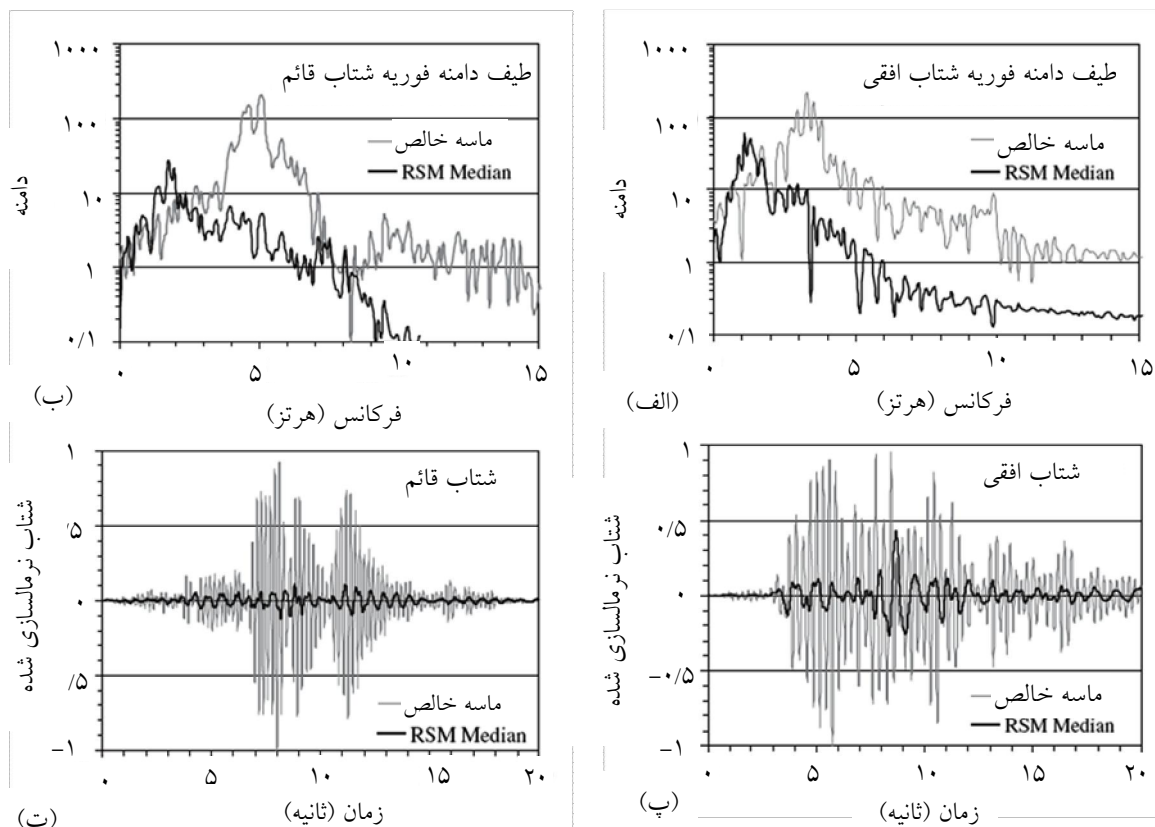 طیف دامنه فوریه شتاب افقی
ماسه خالص
RSM Median
دامنه
۱۰۰۰
۱۰۰
۱۰
۱
۰/۱
۰
۵
۱۰
۱۵
فرکانس (هرتز)
(الف)
طیف دامنه فوریه شتاب قائم
ماسه خالص
RSM Median
دامنه
۱۰۰۰
۱۰۰
۱۰
۱
۰/۱
۰
۵
۱۰
۱۵
فرکانس (هرتز)
(ب)
شتاب افقی
ماسه خالص
RSM Median
شتاب نرمالسازی شده
۱
۰/۵
۰
−۰/۵
−۱
۰
۵
۱۰
۱۵
۲۰
زمان (ثانیه)
(پ)
شتاب قائم
ماسه خالص
RSM Median
شتاب نرمالسازی شده
۱
/۵
۰
/۵
−۱
۰
۵
۱۰
۱۵
۲۰
زمان (ثانیه)
(ت)